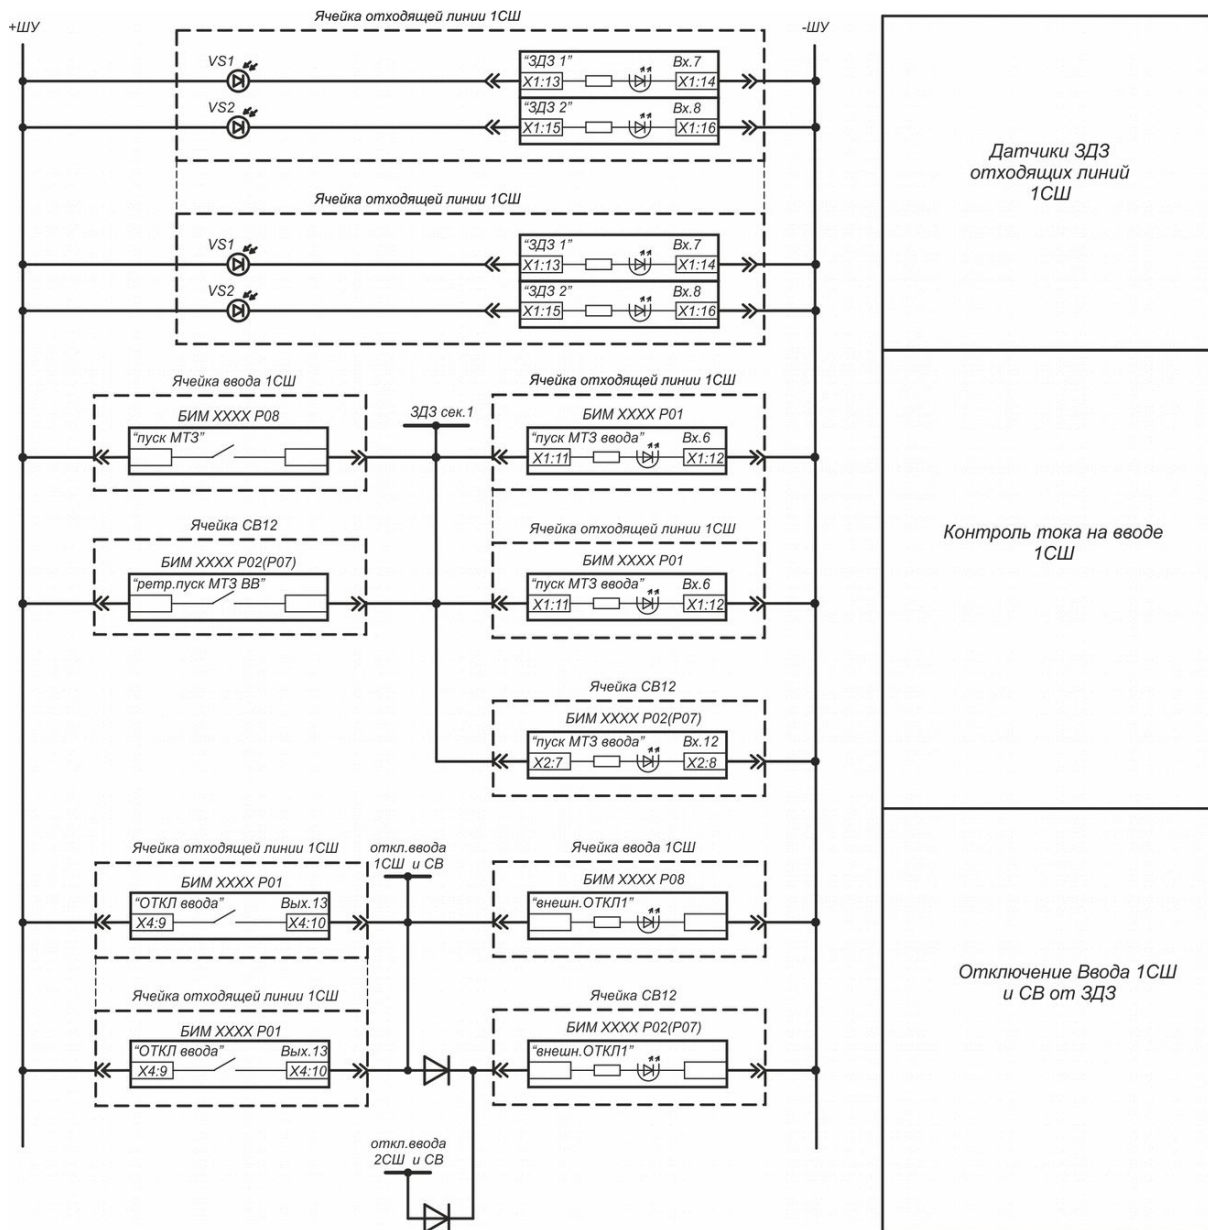 +ШУ
Ячейка отходящей линии 1СШ
-ШУ
VS1
"ЗДЗ 1" Вх.7
X1:13 X1:14
VS2
"ЗДЗ 2" Вх.8
X1:15 X1:16
Ячейка отходящей линии 1СШ
VS1
"ЗДЗ 1" Вх.7
X1:13 X1:14
VS2
"ЗДЗ 2" Вх.8
X1:15 X1:16
Датчики ЗДЗ
отходящих линий
1СШ
Ячейка ввода 1СШ
БИМ XXXX P08
"пуск МТЗ"
ЗДЗ сек.1
Ячейка отходящей линии 1СШ
БИМ XXXX P01
"пуск МТЗ ввода" Вх.6
X1:11 X1:12
Ячейка СВ12
БИМ XXXX P02(P07)
"ретр.пуск МТЗ ВВ"
Ячейка отходящей линии 1СШ
БИМ XXXX P01
"пуск МТЗ ввода" Вх.6
X1:11 X1:12
Ячейка СВ12
БИМ XXXX P02(P07)
"пуск МТЗ ввода" Вх.12
X2:7 X2:8
Контроль тока на вводе
1СШ
Ячейка отходящей линии 1СШ
БИМ XXXX P01
"ОТКЛ ввода" Вых.13
X4:9 X4:10
откл.ввода
1СШ и СВ
Ячейка ввода 1СШ
БИМ XXXX P08
"внешн.ОТКЛ1"
Ячейка отходящей линии 1СШ
БИМ XXXX P01
"ОТКЛ ввода" Вых.13
X4:9 X4:10
Ячейка СВ12
БИМ XXXX P02(P07)
"внешн.ОТКЛ1"
откл.ввода
2СШ и СВ
Отключение Ввода 1СШ
и СВ от ЗДЗ